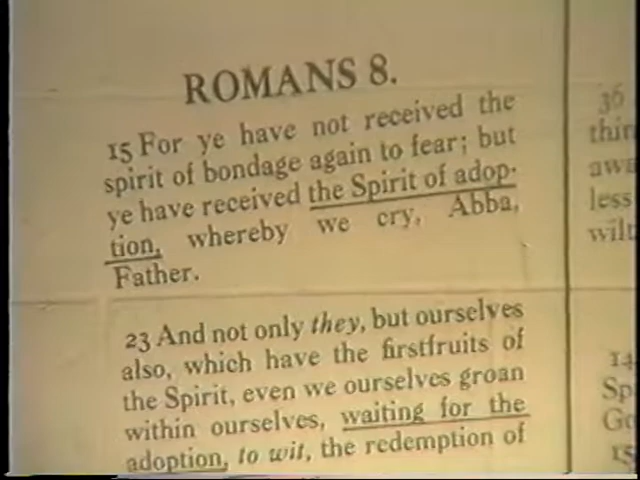 ROMANS 8.
15 For ye have not received the
spirit of bondage again to fear; but
ye have received the Spirit of adop-
tion, whereby we cry, Abba,
Father.
23 And not only they, but ourselves
also, which have the firstfruits of
the Spirit, even we ourselves groan
within ourselves, waiting for the
adoption, to wit, the redemption of
36
less
14
15